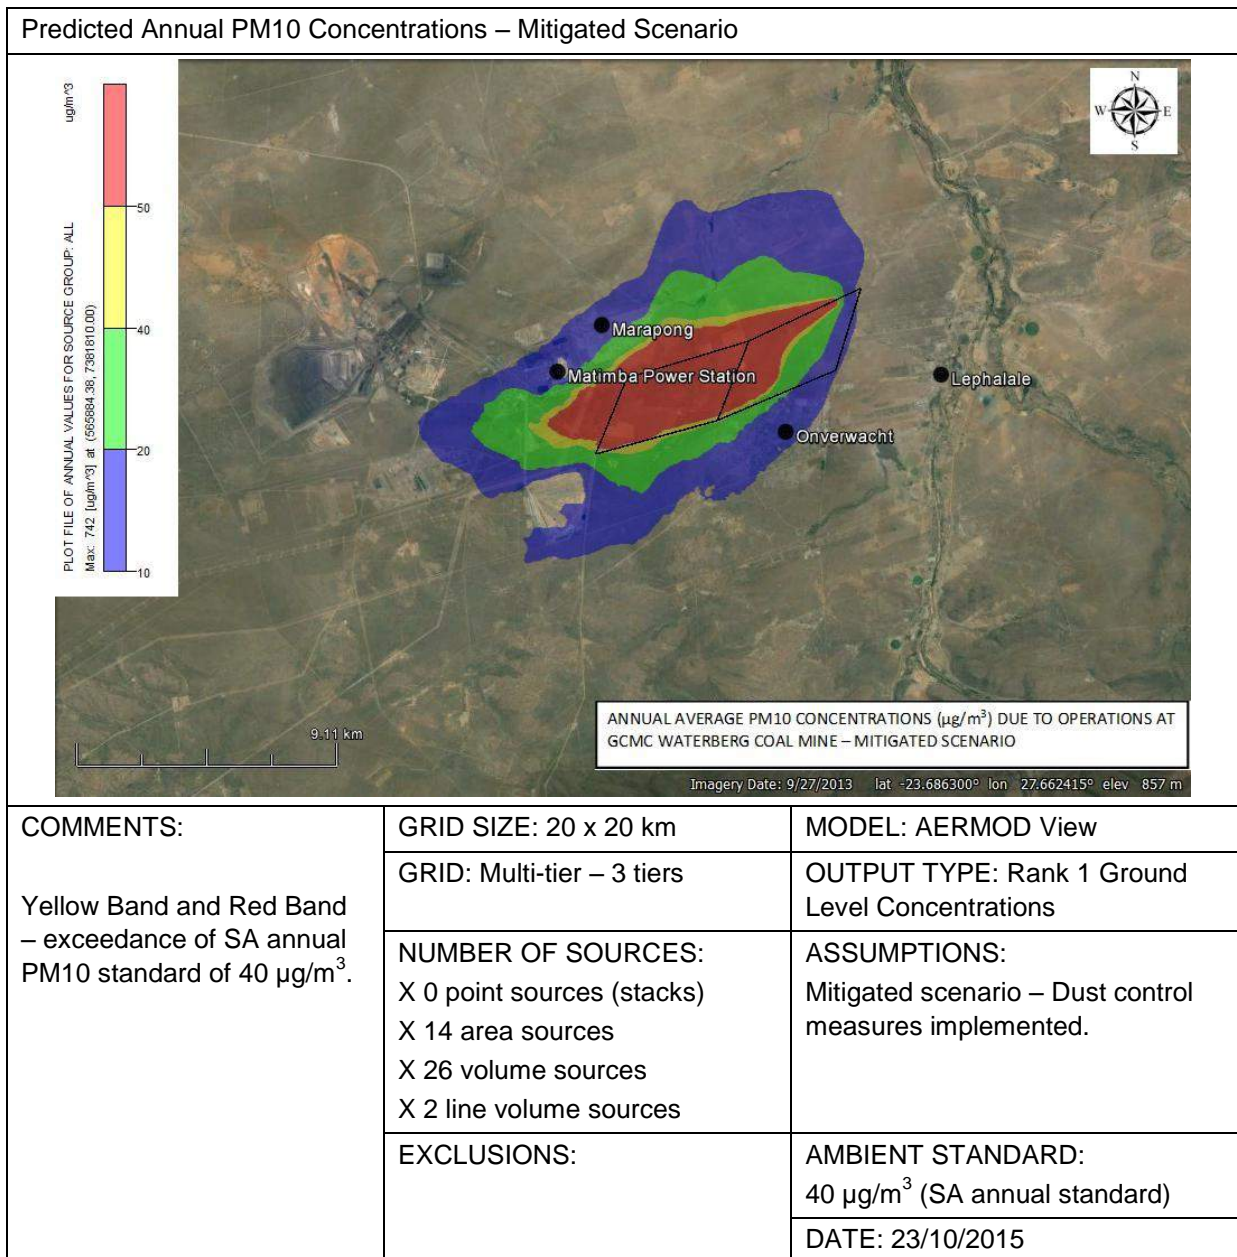 Predicted Annual PM10 Concentrations – Mitigated Scenario
ug/m^3
PLOT FILE OF ANNUAL VALUES FOR SOURCE GROUP: ALL
Max: 742 [ug/m^3] at (565884.38, 7381810.00)
50
40
20
10
N
W E
S
Marapong
Matimba Power Station
Lephalale
Onverwacht
9.11 km
ANNUAL AVERAGE PM10 CONCENTRATIONS (µg/m³) DUE TO OPERATIONS AT
GCMC WATERBERG COAL MINE – MITIGATED SCENARIO
Imagery Date: 9/27/2013 lat -23.686300° lon 27.662415° elev 857 m
COMMENTS:
Yellow Band and Red Band
– exceedance of SA annual
PM10 standard of 40 µg/m³.
GRID SIZE: 20 x 20 km
MODEL: AERMOD View
GRID: Multi-tier – 3 tiers
OUTPUT TYPE: Rank 1 Ground
Level Concentrations
NUMBER OF SOURCES:
X 0 point sources (stacks)
X 14 area sources
X 26 volume sources
X 2 line volume sources
ASSUMPTIONS:
Mitigated scenario – Dust control
measures implemented.
EXCLUSIONS:
AMBIENT STANDARD:
40 µg/m³ (SA annual standard)
DATE: 23/10/2015